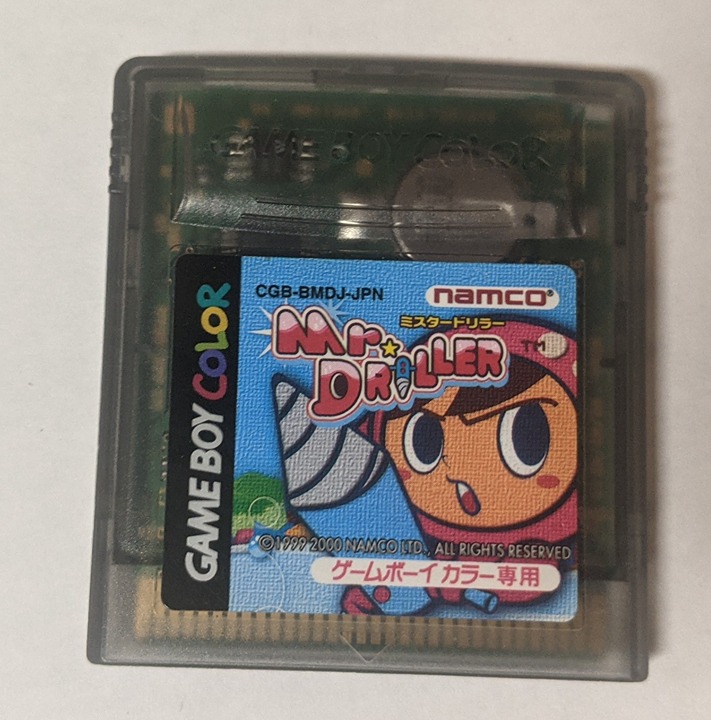 GAME BOY COLOR
GAME BOY COLOR
CGB-BMDJ-JPN
namco®
ミスタードリラー
Mr. DRILLER TM
©1999 2000 NAMCO LTD., ALL RIGHTS RESERVED
ゲームボーイ カラー専用